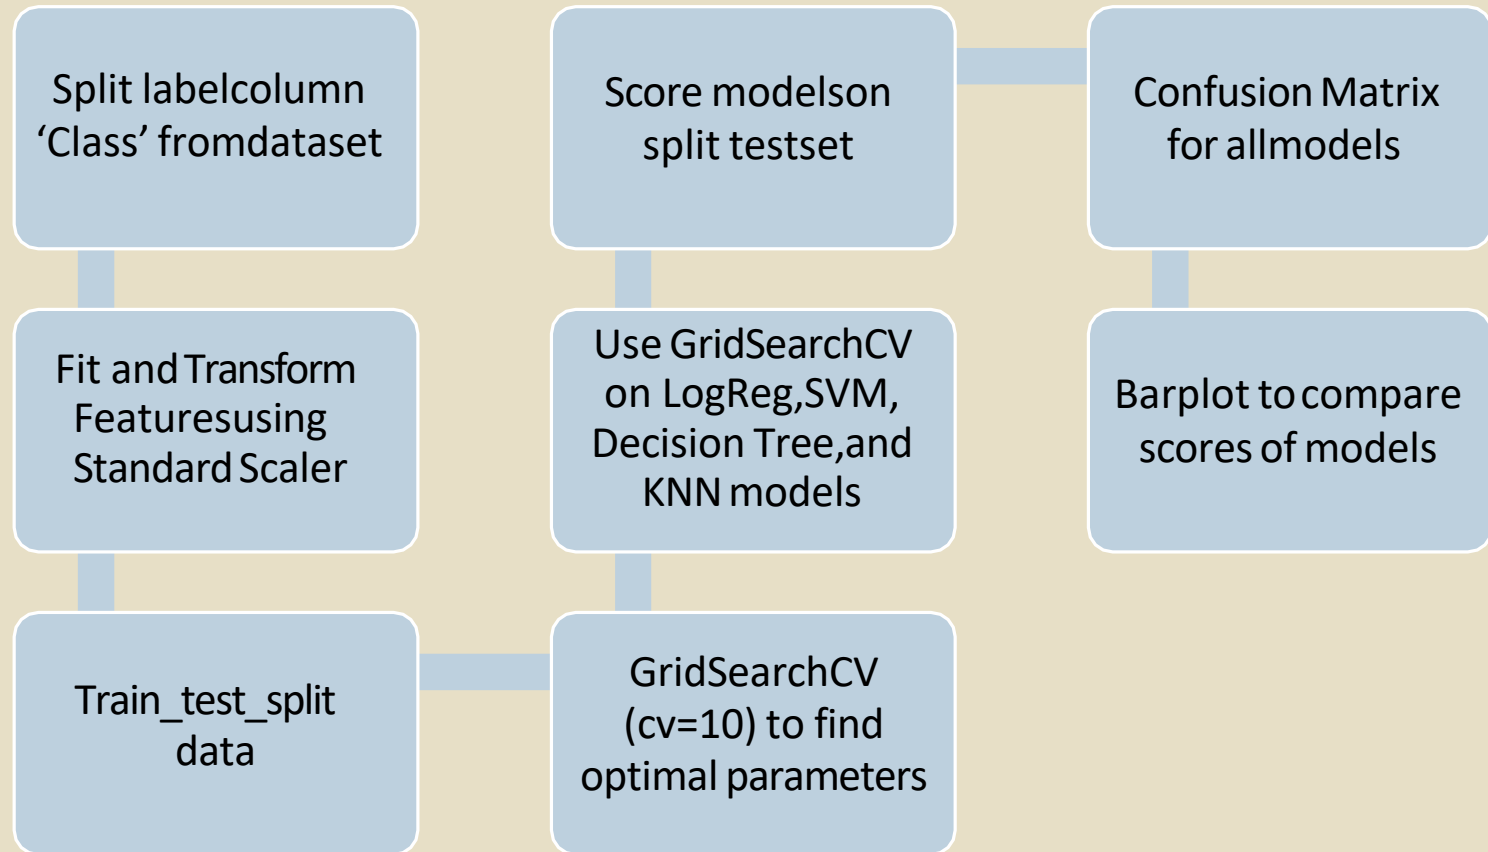 Split labelcolumn
‘Class’ fromdataset
Fit and Transform
Featuresusing
Standard Scaler
Train_test_split
data
GridSearchCV
(cv=10) to find
optimal parameters
Use GridSearchCV
on LogReg,SVM,
Decision Tree,and
KNN models
Score modelson
split testset
Confusion Matrix
for allmodels
Barplot to compare
scores of models